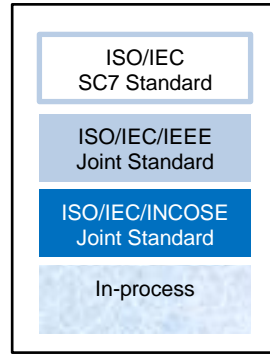 ISO/IEC
SC7 Standard
ISO/IEC/IEEE
Joint Standard
ISO/IEC/INCOSE
Joint Standard
In-process